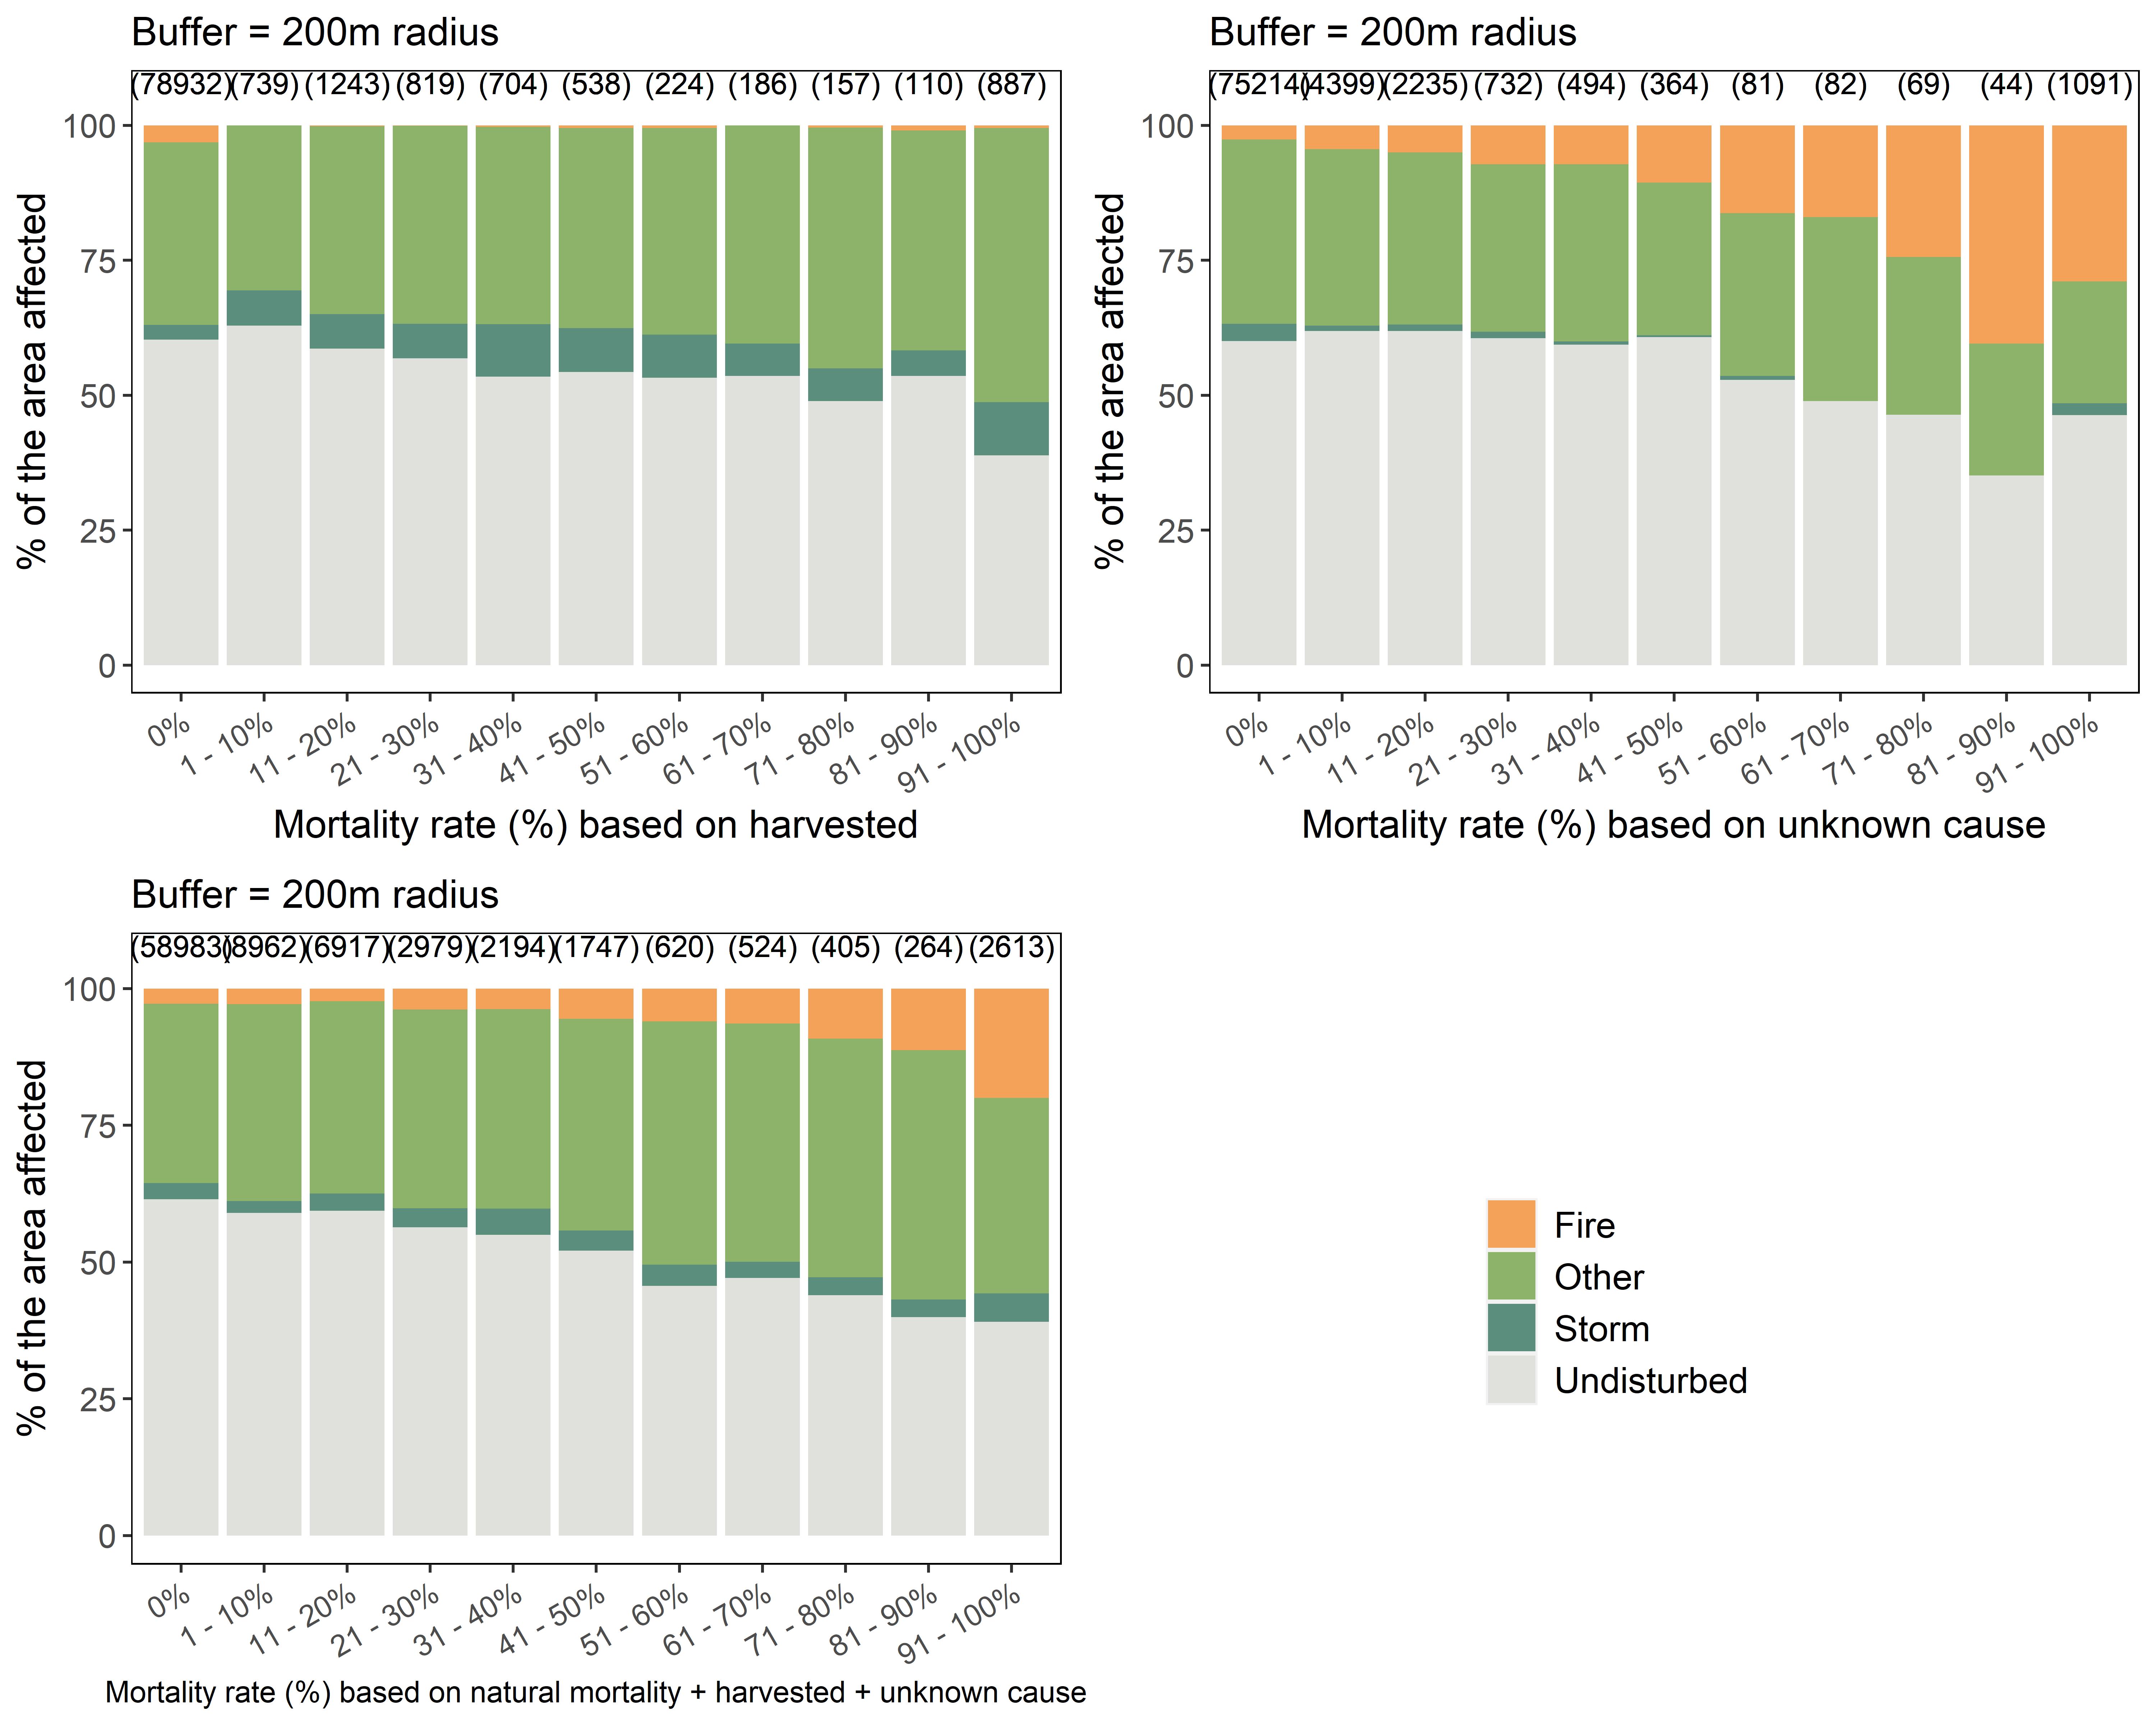 Buffer = 200m radius
(78932) (739) (1243) (819) (704) (538) (224) (186) (157) (110) (887)
100
75
50
25
0
% of the area affected
0%
1 - 10%
11 - 20%
21 - 30%
31 - 40%
41 - 50%
51 - 60%
61 - 70%
71 - 80%
81 - 90%
91 - 100%
Mortality rate (%) based on harvested
Buffer = 200m radius
(75214) (4399) (2235) (732) (494) (364) (81) (82) (69) (44) (1091)
100
75
50
25
0
% of the area affected
0%
1 - 10%
11 - 20%
21 - 30%
31 - 40%
41 - 50%
51 - 60%
61 - 70%
71 - 80%
81 - 90%
91 - 100%
Mortality rate (%) based on unknown cause
Buffer = 200m radius
(58983) (8962) (6917) (2979) (2194) (1747) (620) (524) (405) (264) (2613)
100
75
50
25
0
% of the area affected
0%
1 - 10%
11 - 20%
21 - 30%
31 - 40%
41 - 50%
51 - 60%
61 - 70%
71 - 80%
81 - 90%
91 - 100%
Mortality rate (%) based on natural mortality + harvested + unknown cause
Fire
Other
Storm
Undisturbed